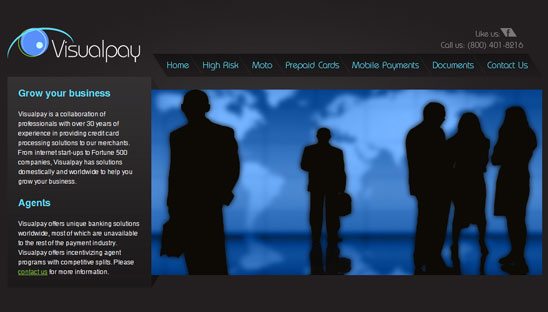 Visualpay
Like us:
Call us: (800) 401-8216
Home High Risk Moto Prepaid Cards Mobile Payments Documents Contact Us
Grow your business
Visualpay is a collaboration of
professionals with over 30 years of
experience in providing credit card
processing solutions to our merchants.
From internet start-ups to Fortune 500
companies, Visualpay has solutions
domestically and worldwide to help you
grow your business.
Agents
Visualpay offers unique banking solutions
worldwide, most of which are unavailable
to the rest of the payment industry.
Visualpay offers incentivizing agent
programs with competitive splits. Please
contact us for more information.